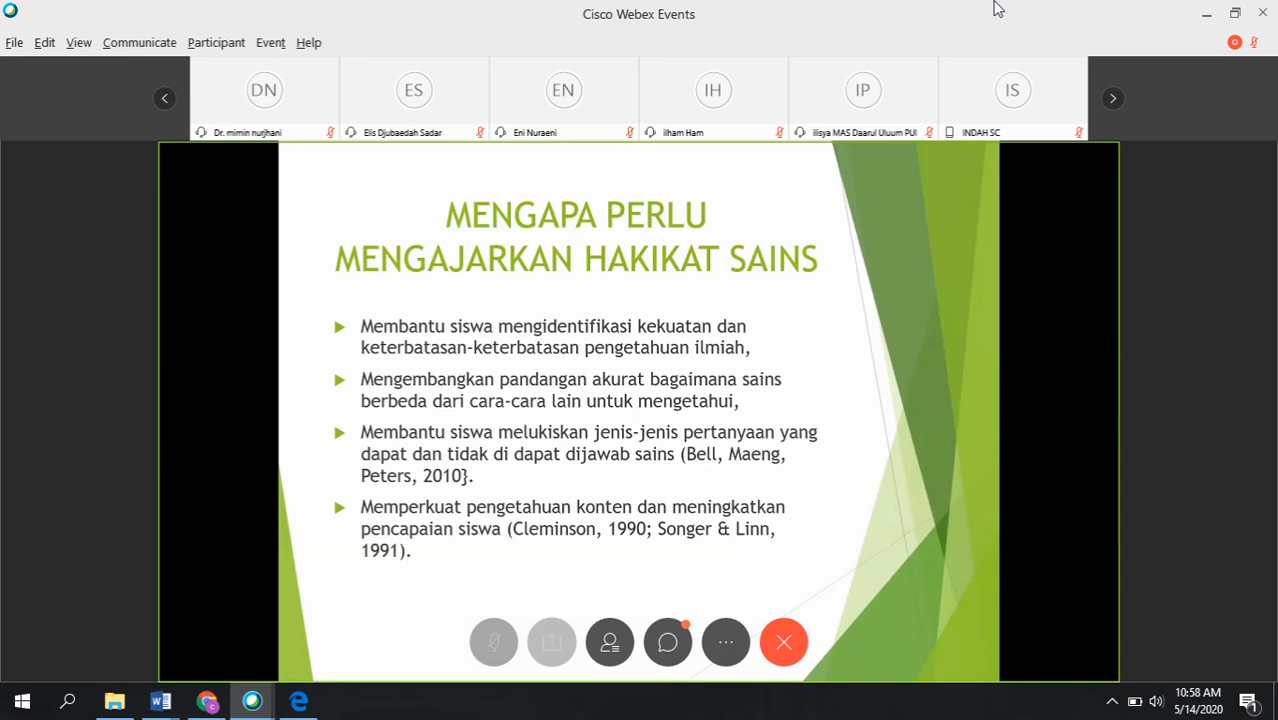 Cisco Webex Events
File Edit View Communicate Participant Event Help
DN ES EN IH IP IS
Dr. mimin nurjhani Elis Djubaedah Sadar Eni Nuraeni ilham Ham ilisya MAS Daarul Uluum PUI INDAH SC
MENGAPA PERLU
MENGAJARKAN HAKIKAT SAINS
Membantu siswa mengidentifikasi kekuatan dan
keterbatasan-keterbatasan pengetahuan ilmiah,
Mengembangkan pandangan akurat bagaimana sains
berbeda dari cara-cara lain untuk mengetahui,
Membantu siswa melukiskan jenis-jenis pertanyaan yang
dapat dan tidak di dapat dijawab sains (Bell, Maeng,
Peters, 2010}.
Memperkuat pengetahuan konten dan meningkatkan
pencapaian siswa (Cleminson, 1990; Songer & Linn,
1991).
10:58 AM
5/14/2020
1